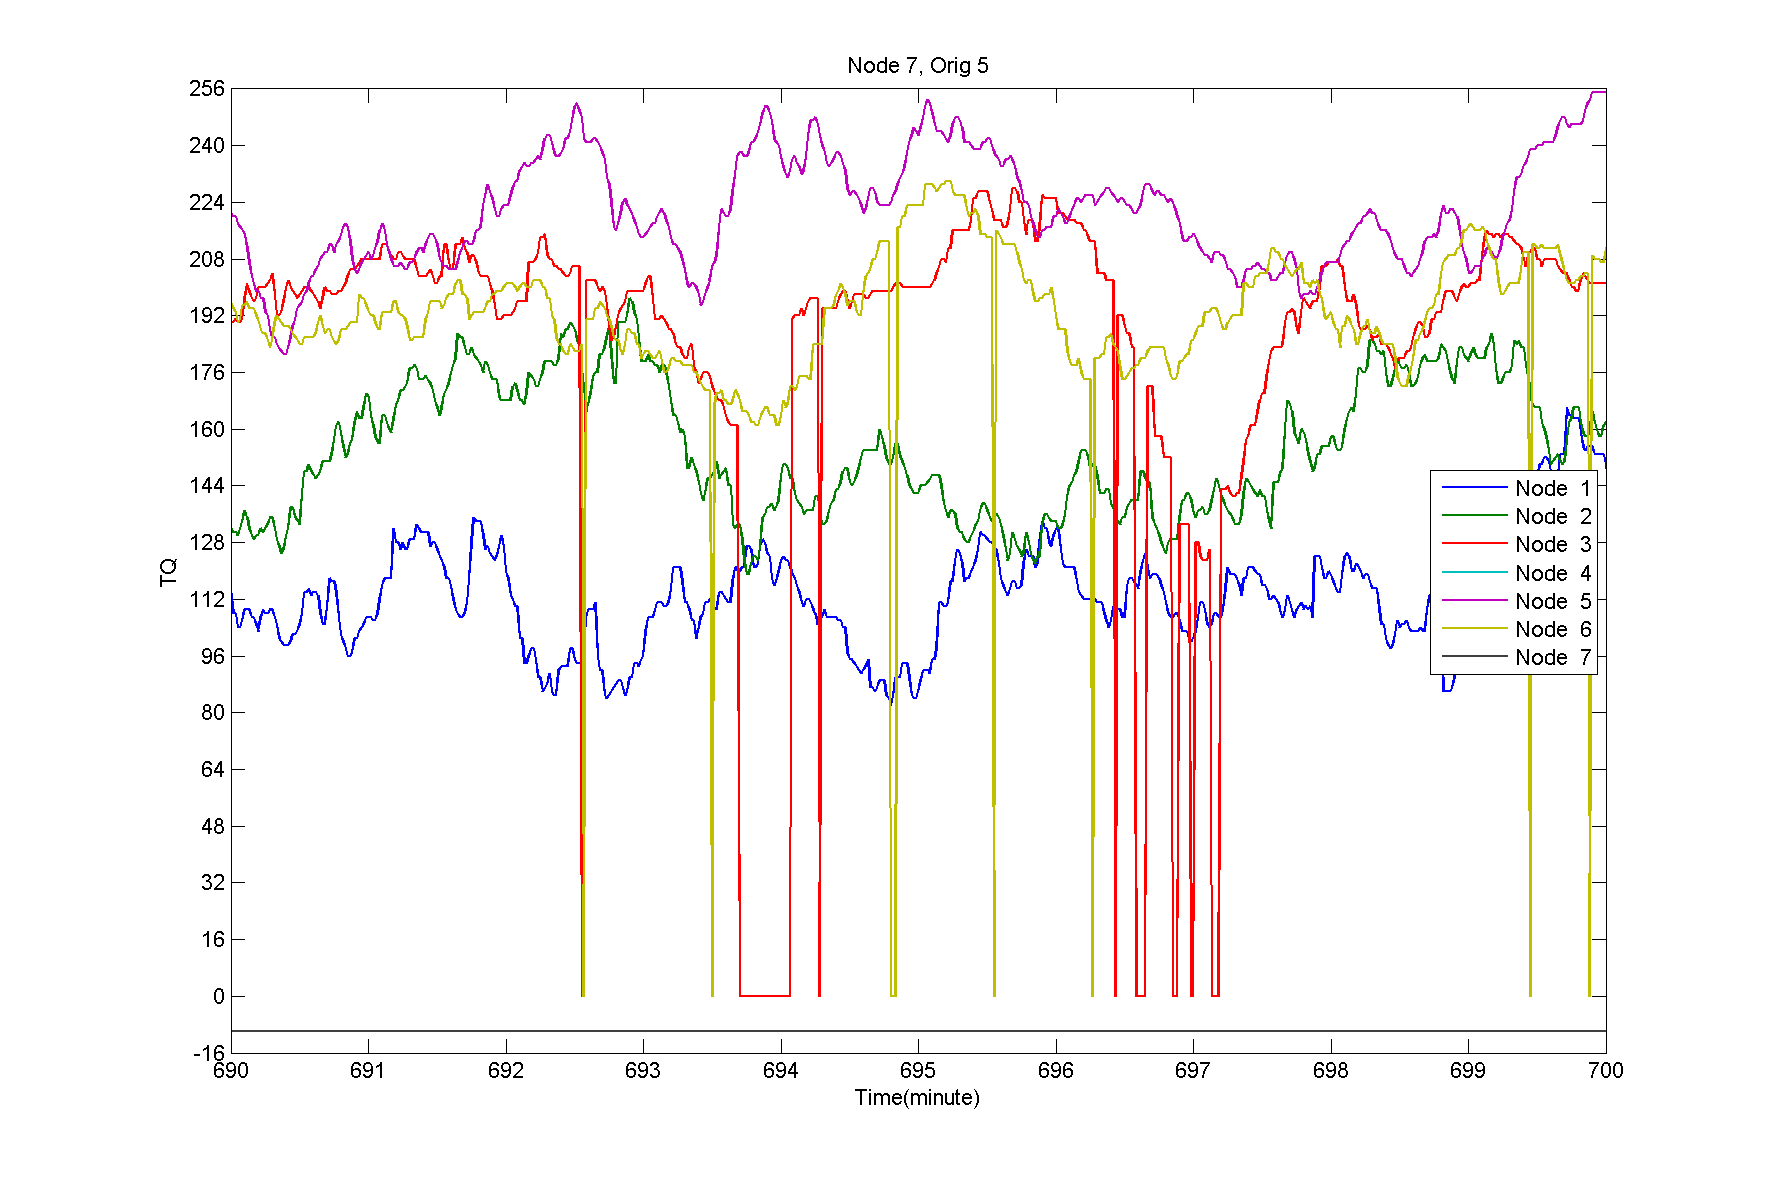 Node 7, Orig 5
256
240
224
208
192
176
160
144
128
112
96
80
64
48
32
16
0
-16
TQ
Node 1
Node 2
Node 3
Node 4
Node 5
Node 6
Node 7
690 691 692 693 694 695 696 697 698 699 700
Time(minute)